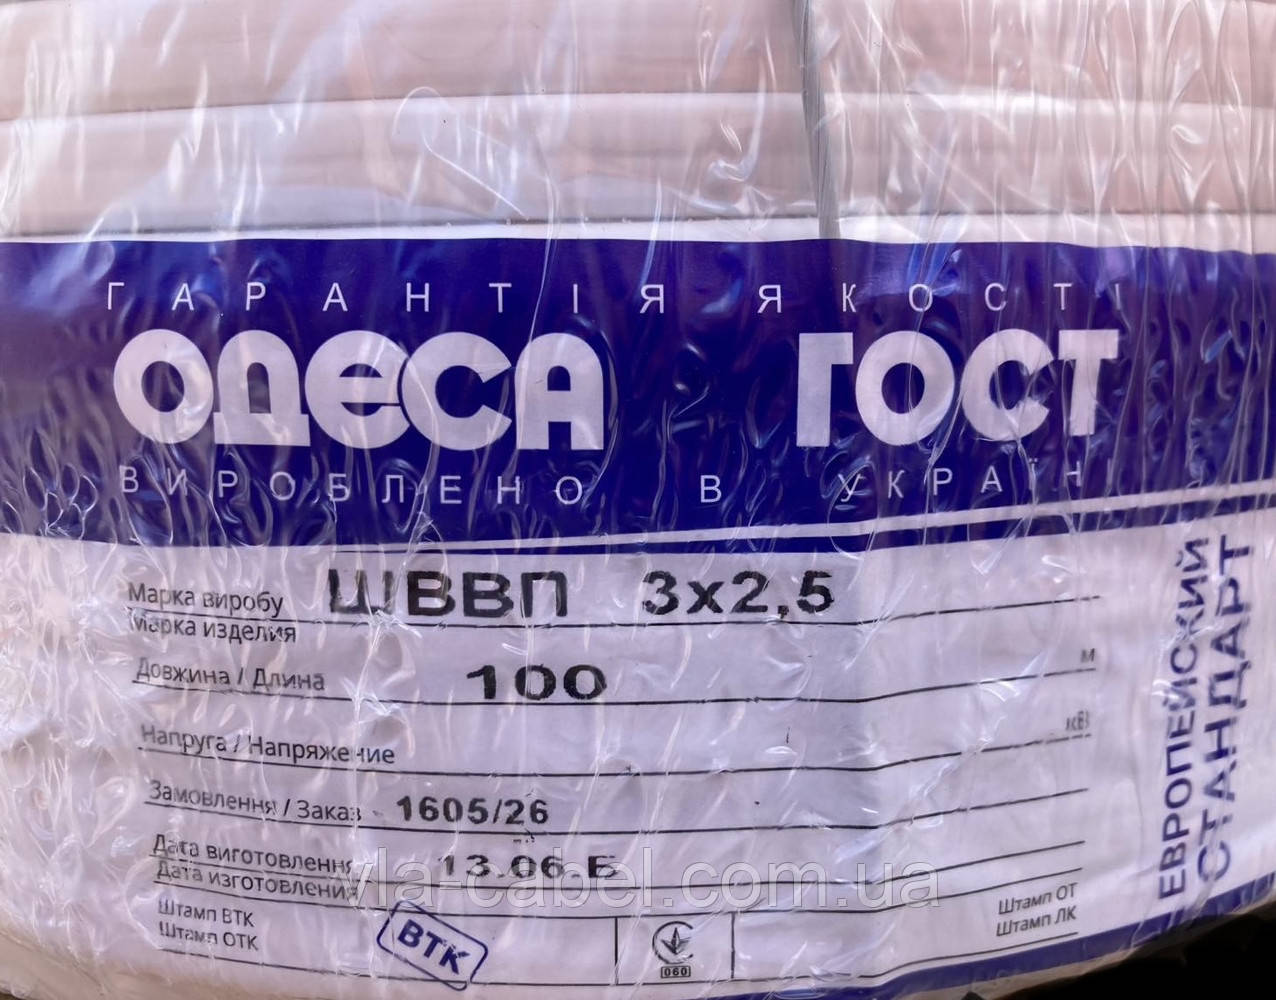 ГАРАНТІЯ ЯКОСТІ
ОДЕСА ГОСТ
ВИРОБЛЕНО В УКРАЇНІ
Марка виробу ШВВП 3х2,5
Марка изделия
Довжина / Длина 100 м
Напруга / Напряжение кВ
Замовлення / Заказ 1605/26
Дата виготовлення 13.06.Б
Дата изготовления
vla-cabel.com.ua
Штамп ВТК
Штамп ОТК
ВТК
060
Штамп ОТ
Штамп ЛК
ЕВРОПЕЙСКИЙ
СТАНДАРТ